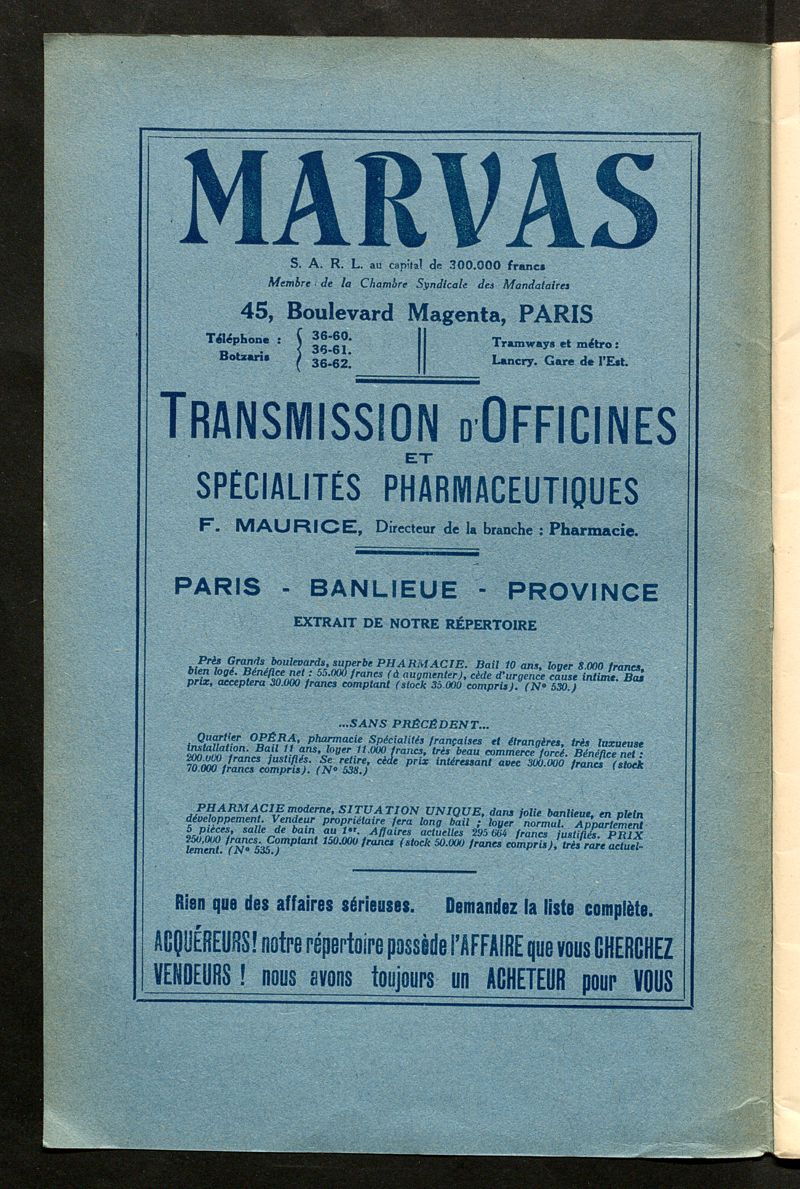 MARVAS
S. A. R. L. au capital de 300.000 francs
Membre de la Chambre Syndicale des Mandataires
45, Boulevard Magenta, PARIS
Téléphone : Botzaris { 36-60. 36-61. 36-62.
Tramways et métro :
Lancry. Gare de l'Est.
TRANSMISSION D'OFFICINES
ET
SPÉCIALITÉS PHARMACEUTIQUES
F. MAURICE, Directeur de la branche : Pharmacie.
PARIS - BANLIEUE - PROVINCE
EXTRAIT DE NOTRE RÉPERTOIRE
Près Grands boulevards, superbe PHARMACIE. Bail 10 ans, loyer 8.000 francs,
bien logé. Bénéfice net : 55.000 francs (à augmenter), cède d'urgence cause intime. Bas
prix, acceptera 30.000 francs comptant (stock 35.000 compris). (N° 530.)
...SANS PRÉCÉDENT...
Quartier OPÉRA, pharmacie Spécialités françaises et étrangères, très luxueuse
installation. Bail 11 ans, loyer 11.000 francs, très beau commerce forcé. Bénéfice net :
200.000 francs justifiés. Se retire, cède prix intéressant avec 300.000 francs (stock
70.000 francs compris). (N° 538.)
PHARMACIE moderne, SITUATION UNIQUE, dans jolie banlieue, en plein
développement. Vendeur propriétaire fera long bail ; loyer normal. Appartement
5 pièces, salle de bain au 1er. Affaires actuelles 295 664 francs justifiés. PRIX
250,000 francs. Comptant 150.000 francs (stock 50.000 francs compris), très rare actuel-
lement. (N° 535.)
Rien que des affaires sérieuses. Demandez la liste complète.
ACQUÉREURS! notre répertoire possède l'AFFAIRE que vous CHERCHEZ
VENDEURS ! nous avons toujours un ACHETEUR pour VOUS